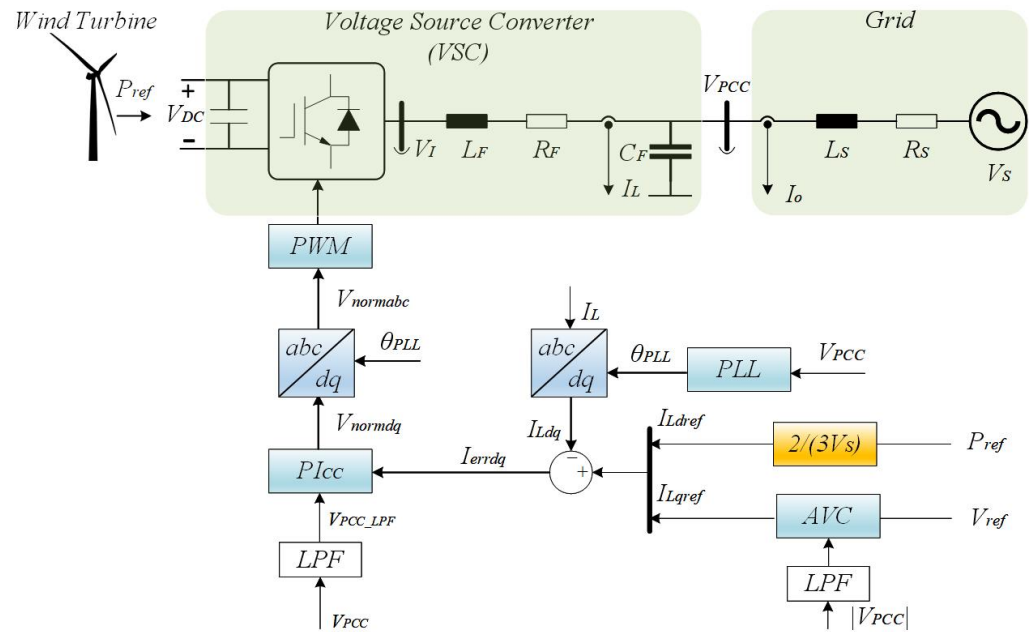 Wind Turbine
Voltage Source Converter
(VSC)
Grid
Pref
+
VDC
−
VI
LF
RF
CF
IL
VPCC
Io
Ls
Rs
Vs
PWM
Vnormabc
abc
dq
θPLL
IL
abc
dq
θPLL
PLL
VPCC
Vnormdq
ILdq
ILdref
2/(3Vs)
Pref
PIcc
Ierrdq
−
+
ILqref
AVC
Vref
VPCC_LPF
LPF
LPF
VPCC
|VPCC|